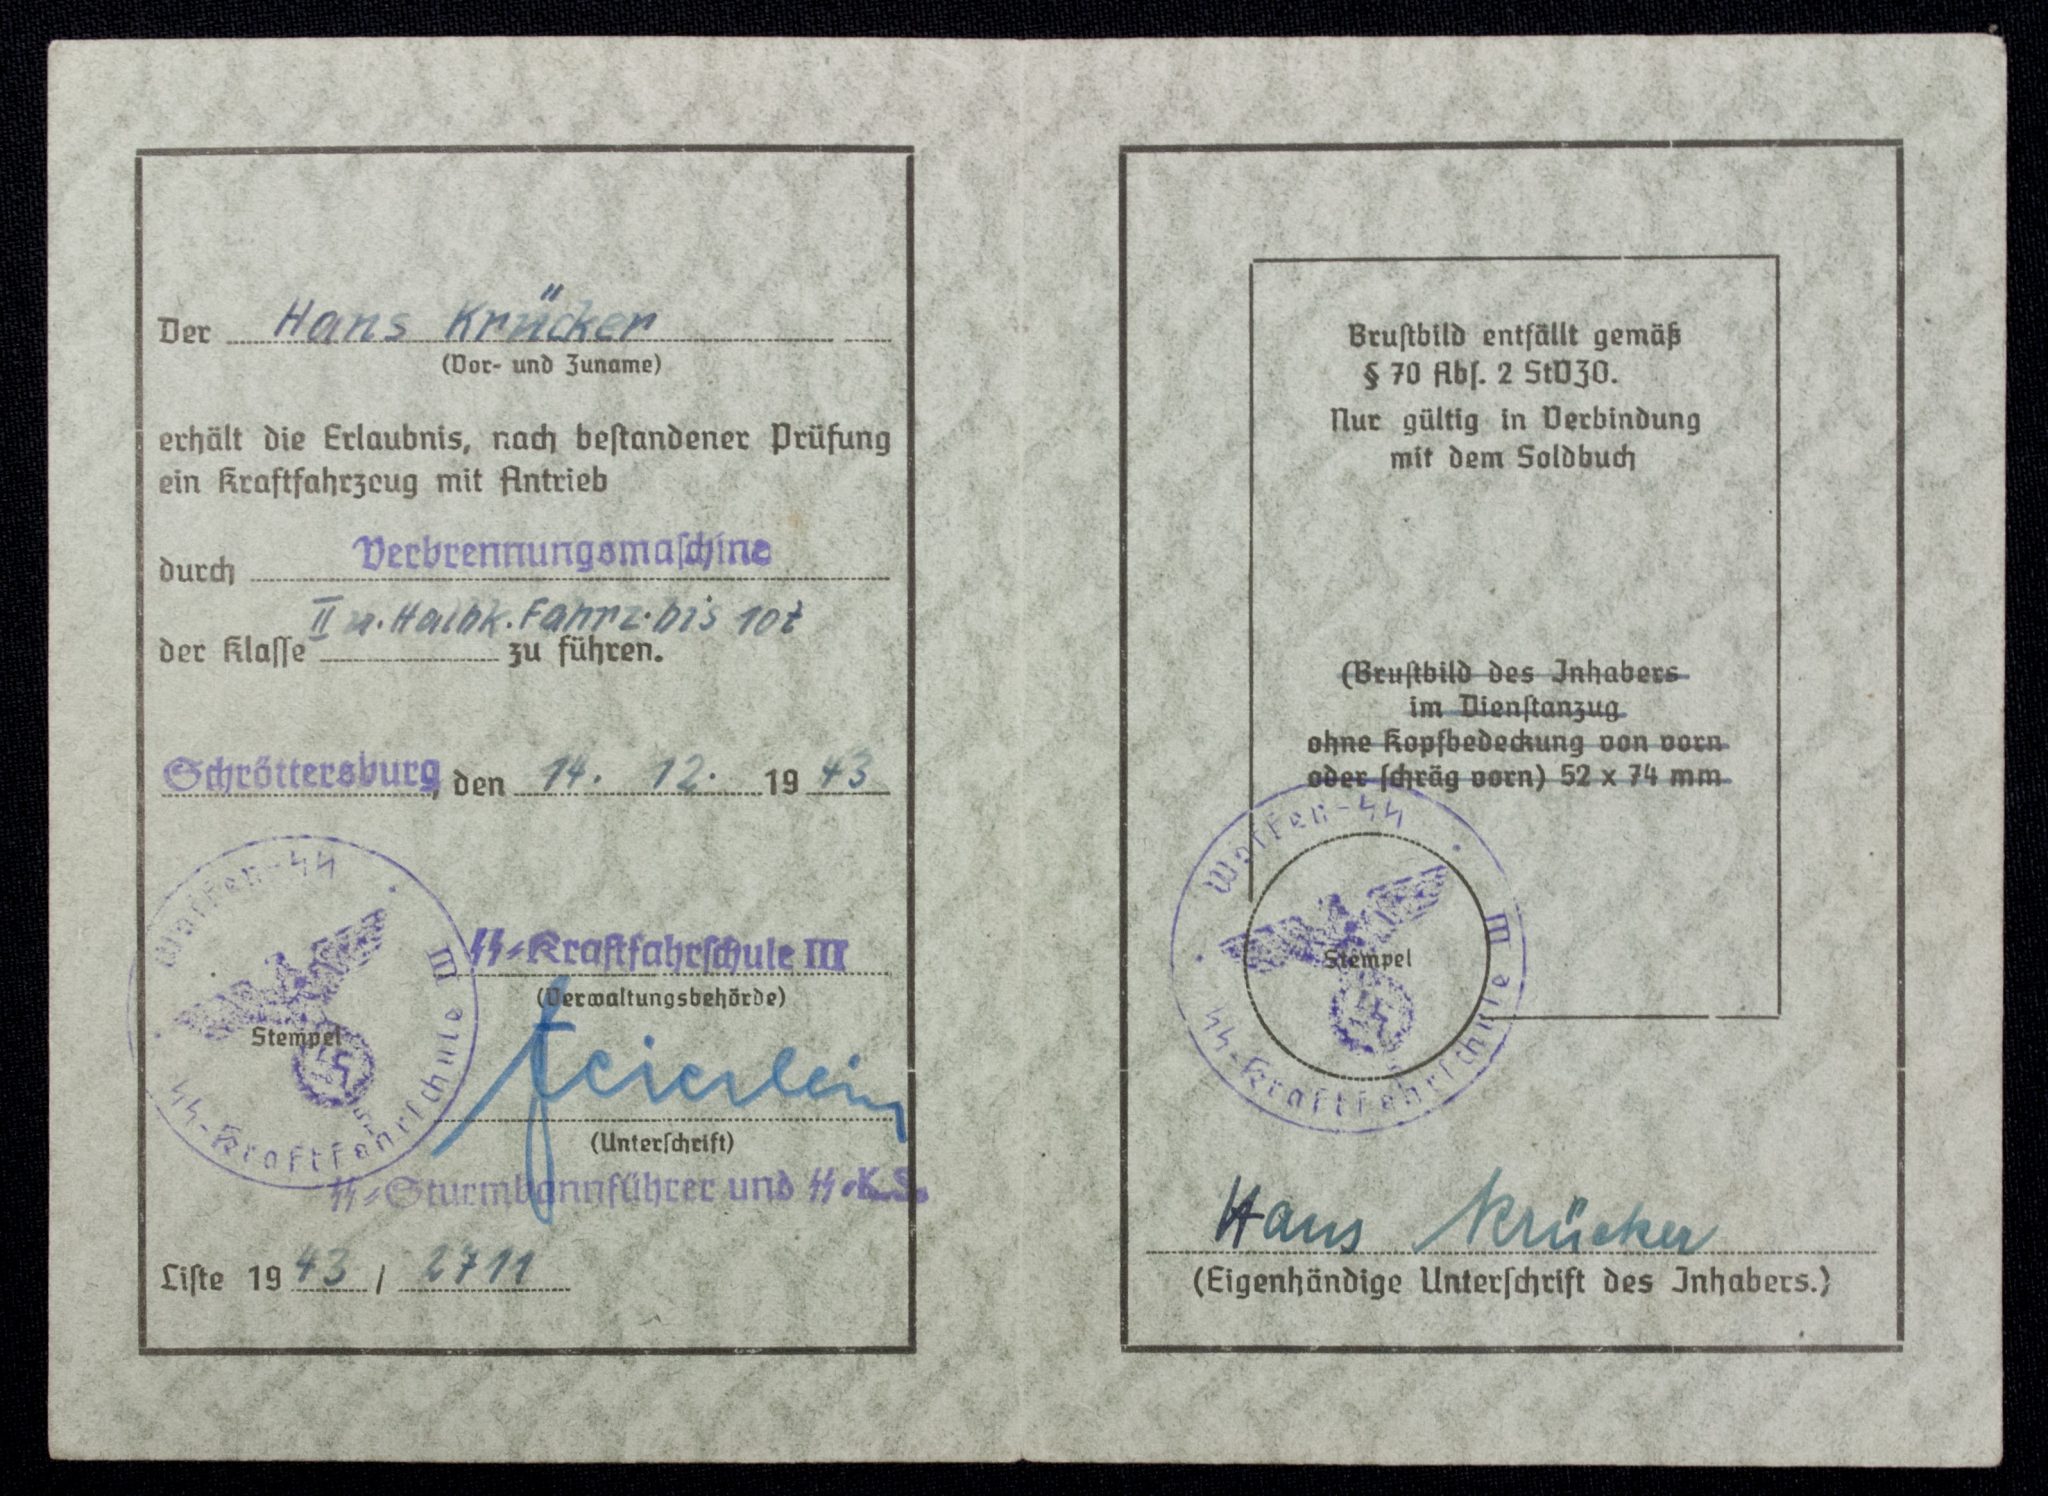 Der Hans Krücker
(Vor- und Zuname)
erhält die Erlaubnis, nach bestandener Prüfung
ein Kraftfahrzeug mit Antrieb
durch Verbrennungsmaschine
II u. Halbk. Fahrz. bis 10t
der Klasse zu führen.
Schröttersburg, den 14. 12. 1943
Waffen-SS
SS-Kraftfahrschule III
Stempel
SS-Kraftfahrschule III
(Verwaltungsbehörde)
Feierlein
(Unterschrift)
SS-Sturmbannführer und SS-K.S.
Liste 1943 / 2711
Brustbild entfällt gemäß
§ 70 Abs. 2 StVZO.
Nur gültig in Verbindung
mit dem Soldbuch
(Brustbild des Inhabers
im Dienstanzug
ohne Kopfbedeckung von vorn
oder schräg vorn) 52 x 74 mm
Waffen-SS
SS-Kraftfahrschule III
Stempel
Hans Krücker
(Eigenhändige Unterschrift des Inhabers.)